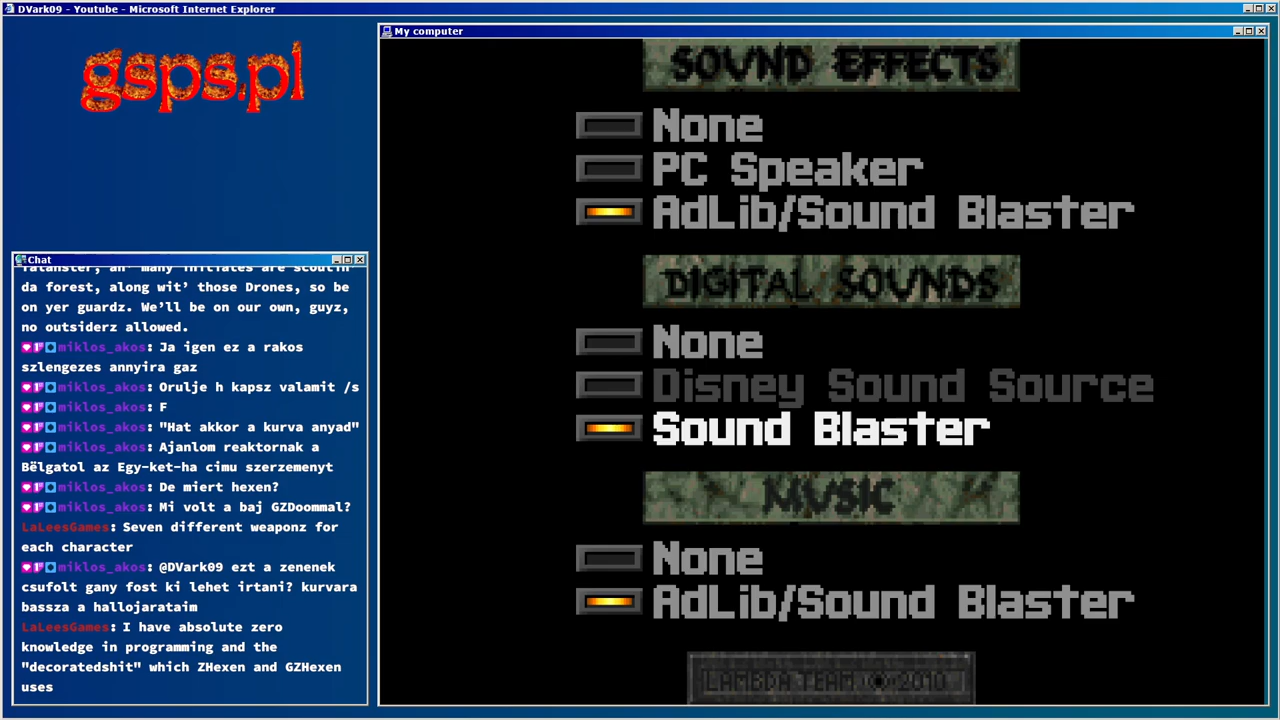 DVark09 - Youtube - Microsoft Internet Explorer
gsps.pl
My computer
SOUND EFFECTS
None
PC Speaker
AdLib/Sound Blaster
DIGITAL SOUNDS
None
Disney Sound Source
Sound Blaster
MUSIC
None
AdLib/Sound Blaster
LAMBDA TEAM © 2010
Chat
da forest, along wit’ those Drones, so be
on yer guardz. We’ll be on our own, guyz,
no outsiderz allowed.
miklos_akos: Ja igen ez a rakos
szlengezes annyira gaz
miklos_akos: Orulje h kapsz valamit /s
miklos_akos: F
miklos_akos: "Hat akkor a kurva anyad"
miklos_akos: Ajanlom reaktornak a
Bëlgatol az Egy-ket-ha cimu szerzemenyt
miklos_akos: De miert hexen?
miklos_akos: Mi volt a baj GZDoommal?
LaLeesGames: Seven different weaponz for
each character
miklos_akos: @DVark09 ezt a zenenek
csufolt gany fost ki lehet irtani? kurvara
bassza a hallojarataim
LaLeesGames: I have absolute zero
knowledge in programming and the
"decoratedshit" which ZHexen and GZHexen
uses